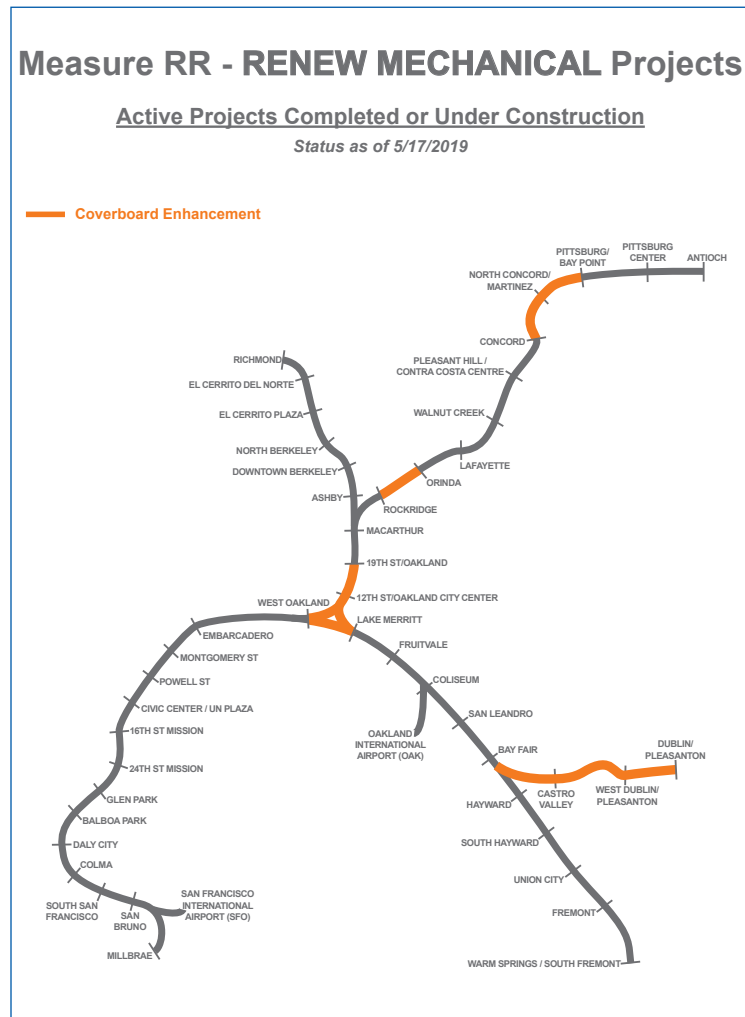 Measure RR - RENEW MECHANICAL Projects
Active Projects Completed or Under Construction
Status as of 5/17/2019
Coverboard Enhancement
PITTSBURG/
BAY POINT
PITTSBURG
CENTER
ANTIOCH
NORTH CONCORD/
MARTINEZ
CONCORD
RICHMOND
PLEASANT HILL /
CONTRA COSTA CENTRE
EL CERRITO DEL NORTE
EL CERRITO PLAZA
WALNUT CREEK
NORTH BERKELEY
LAFAYETTE
DOWNTOWN BERKELEY
ORINDA
ASHBY
ROCKRIDGE
MACARTHUR
19TH ST/OAKLAND
12TH ST/OAKLAND CITY CENTER
WEST OAKLAND
LAKE MERRITT
EMBARCADERO
FRUITVALE
MONTGOMERY ST
POWELL ST
COLISEUM
CIVIC CENTER / UN PLAZA
SAN LEANDRO
16TH ST MISSION
OAKLAND
INTERNATIONAL
AIRPORT (OAK)
BAY FAIR
DUBLIN/
PLEASANTON
24TH ST MISSION
CASTRO
VALLEY
WEST DUBLIN/
PLEASANTON
GLEN PARK
HAYWARD
BALBOA PARK
SOUTH HAYWARD
DALY CITY
COLMA
UNION CITY
SOUTH SAN
FRANCISCO
SAN
BRUNO
SAN FRANCISCO
INTERNATIONAL
AIRPORT (SFO)
FREMONT
MILLBRAE
WARM SPRINGS / SOUTH FREMONT